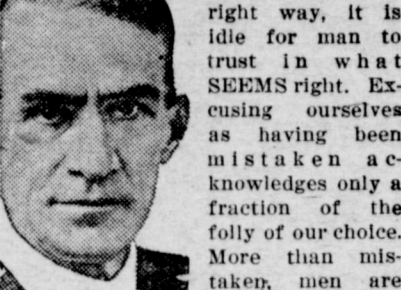 right way, it is
idle for man to
trust in what
SEEMS right. Ex-
cusing ourselves
as having been
mistaken ac-
knowledges only a
fraction of the
folly of our choice.
More than mis-
taken, men are